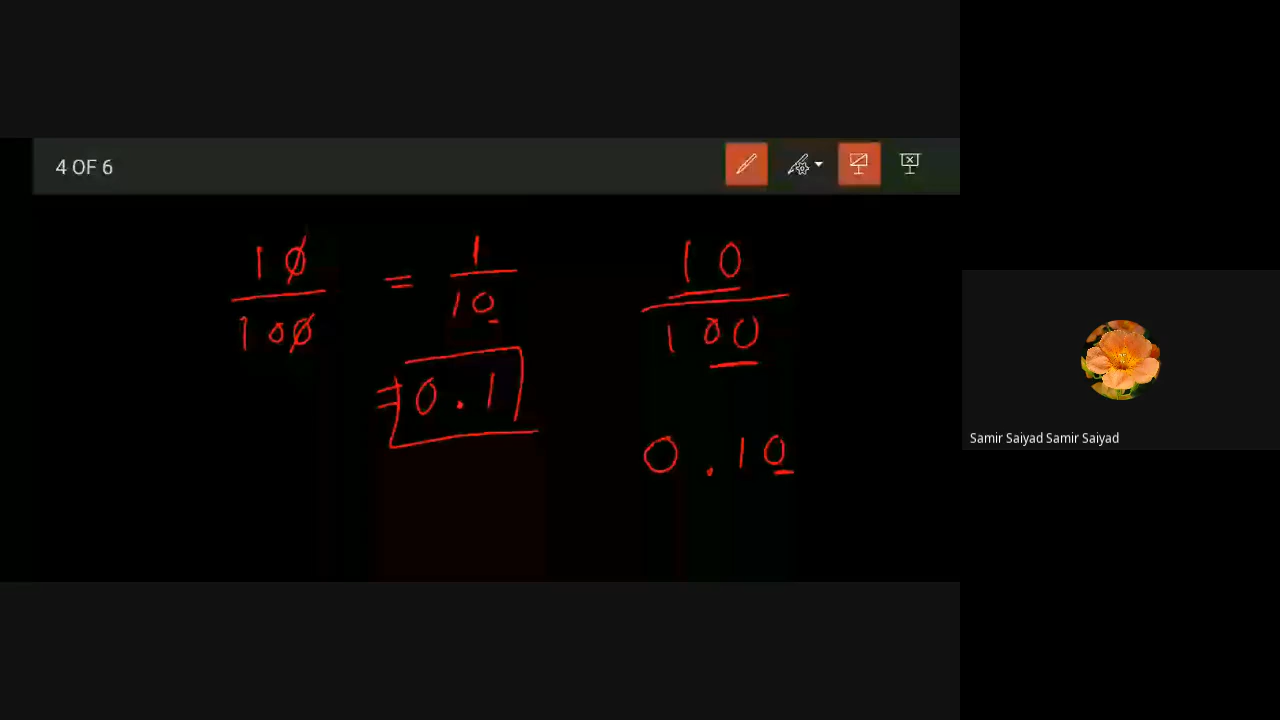 4 OF 6
10/100 = 1/10
= 0.1
10/100
0.10
Samir Saiyad Samir Saiyad